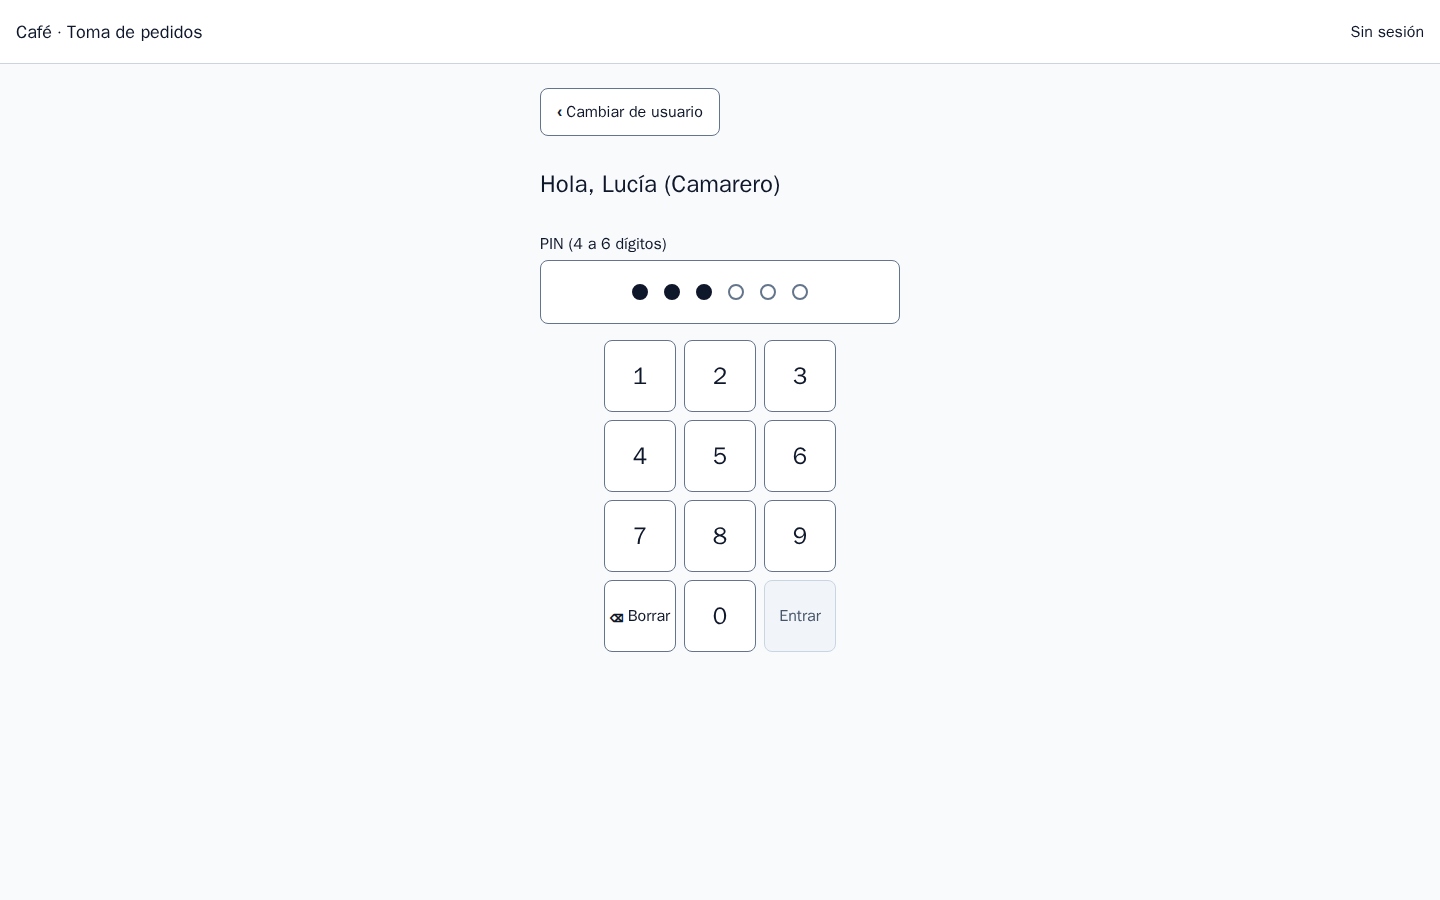 Café · Toma de pedidos
Sin sesión
‹ Cambiar de usuario
Hola, Lucía (Camarero)
PIN (4 a 6 dígitos)
1 2 3
4 5 6
7 8 9
⌫ Borrar 0 Entrar